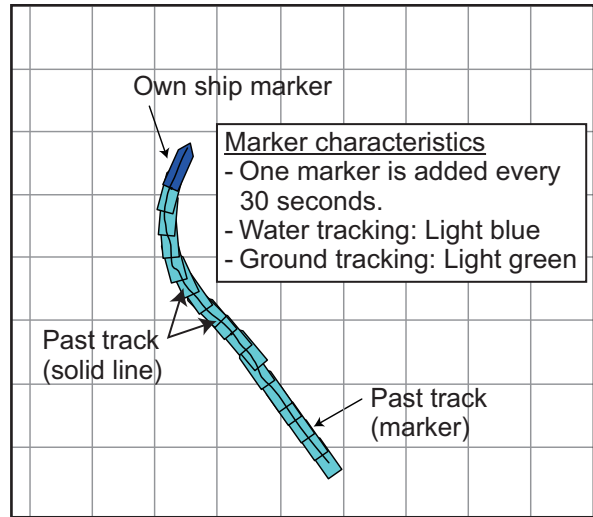 Own ship marker
Marker characteristics
- One marker is added every
30 seconds.
- Water tracking: Light blue
- Ground tracking: Light green
Past track
(solid line)
Past track
(marker)